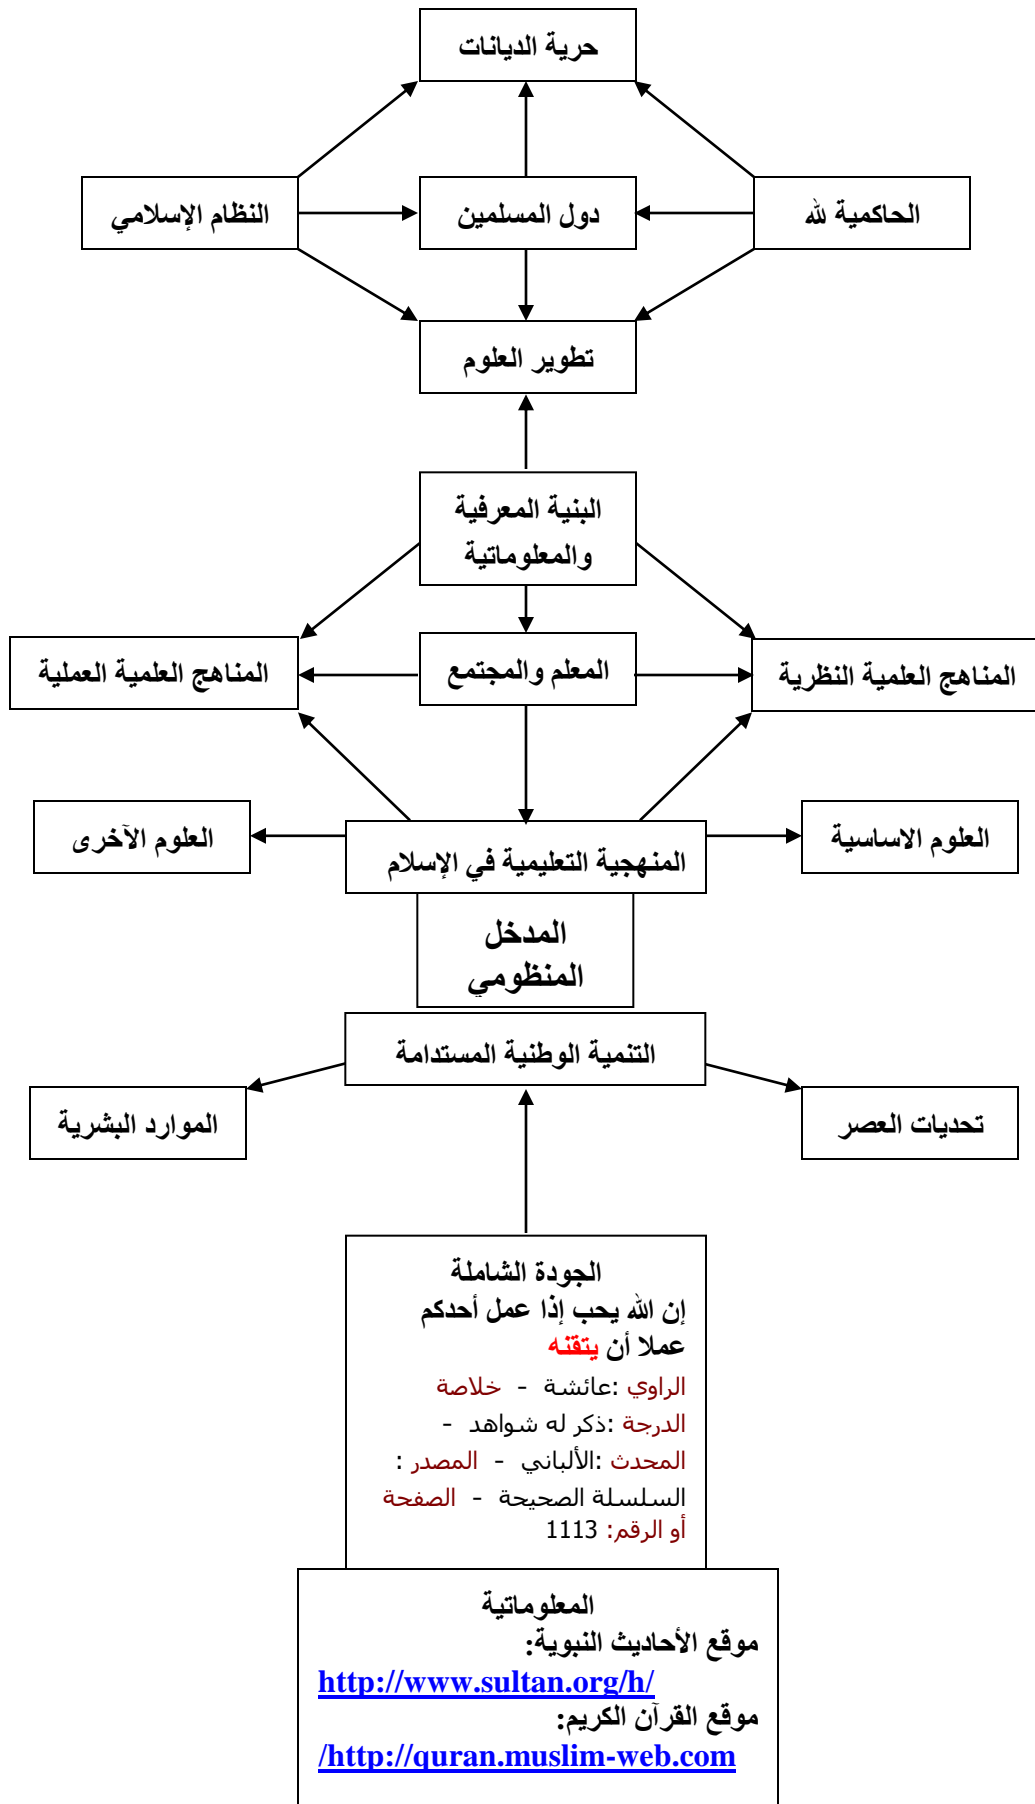 حرية الديانات
الحاكمية لله
دول المسلمين
النظام الإسلامي
تطوير العلوم
البنية المعرفية
والمعلوماتية
المناهج العلمية النظرية
المعلم والمجتمع
المناهج العلمية العملية
العلوم الاساسية
المنهجية التعليمية في الإسلام
العلوم الآخرى
المدخل
المنظومي
التنمية الوطنية المستدامة
تحديات العصر
الموارد البشرية
الجودة الشاملة
إن الله يحب إذا عمل أحدكم
عملا أن يتقنه
الراوي :عائشة - خلاصة
الدرجة :ذكر له شواهد -
المحدث :الألباني - المصدر :
السلسلة الصحيحة - الصفحة
أو الرقم: 1113
المعلوماتية
موقع الأحاديث النبوية:
http://www.sultan.org/h/
موقع القرآن الكريم:
/http://quran.muslim-web.com